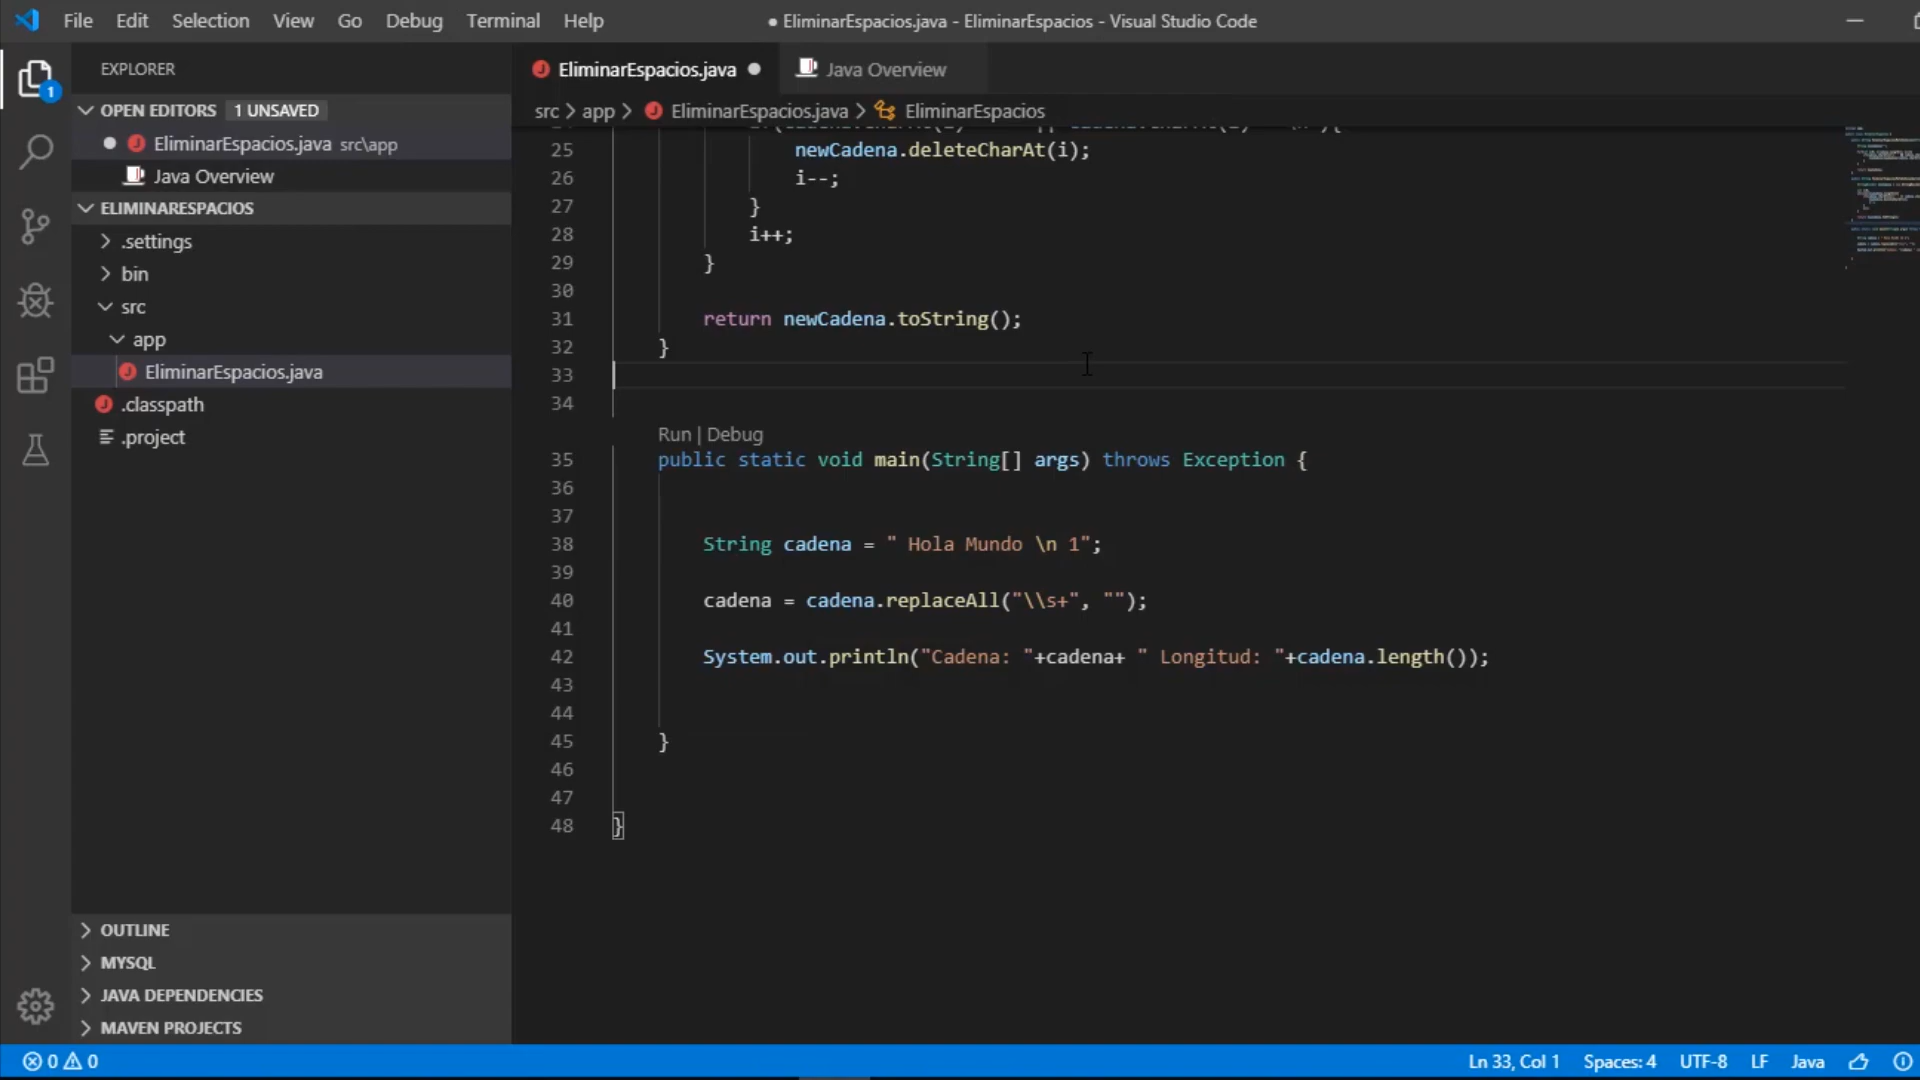 File Edit Selection View Go Debug Terminal Help
● EliminarEspacios.java - EliminarEspacios - Visual Studio Code
EXPLORER
OPEN EDITORS 1 UNSAVED
EliminarEspacios.java src\app
Java Overview
ELIMINARESPACIOS
.settings
bin
src
app
EliminarEspacios.java
.classpath
.project
OUTLINE
MYSQL
JAVA DEPENDENCIES
MAVEN PROJECTS
1
EliminarEspacios.java
Java Overview
src > app > EliminarEspacios.java > EliminarEspacios
25 newCadena.deleteCharAt(i);
26 i--;
27 }
28 i++;
29 }
30
31 return newCadena.toString();
32 }
33
34
Run | Debug
35 public static void main(String[] args) throws Exception {
36
37
38 String cadena = " Hola Mundo \n 1";
39
40 cadena = cadena.replaceAll("\\s+", "");
41
42 System.out.println("Cadena: "+cadena+ " Longitud: "+cadena.length());
43
44
45 }
46
47
48 }
0 0
Ln 33, Col 1 Spaces: 4 UTF-8 LF Java